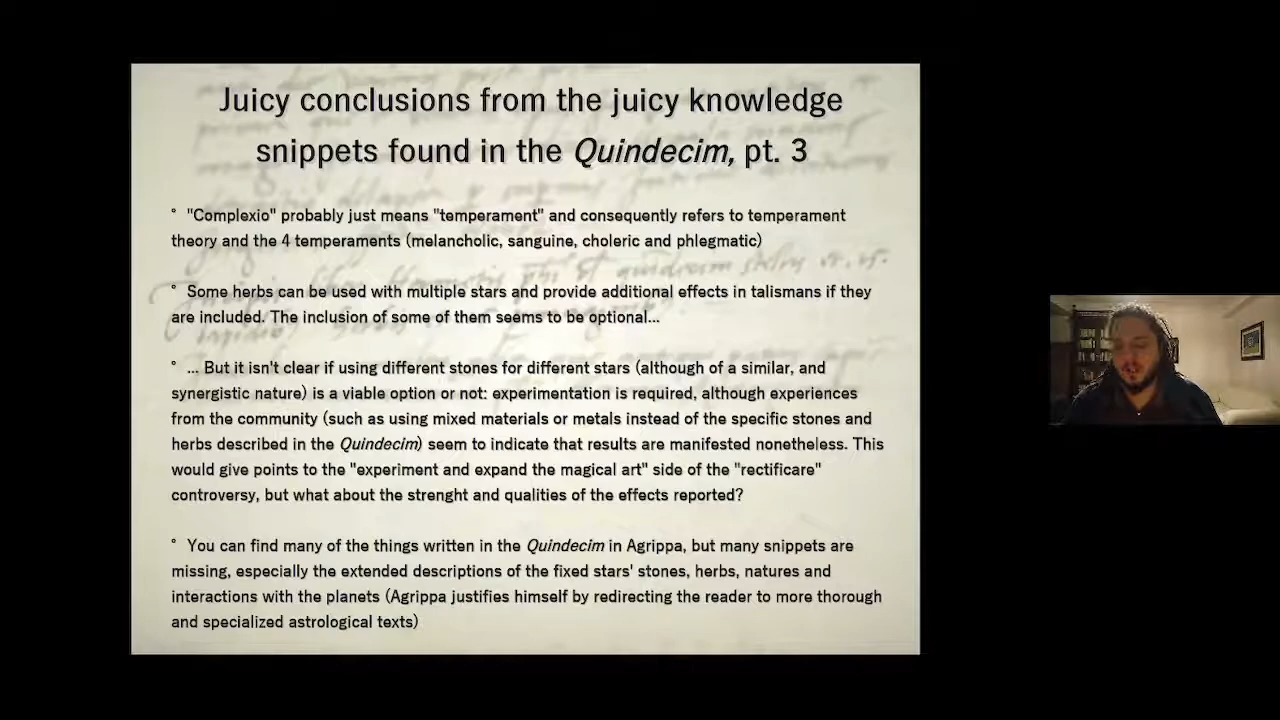 Juicy conclusions from the juicy knowledge
snippets found in the Quindecim, pt. 3
° "Complexio" probably just means "temperament" and consequently refers to temperament
theory and the 4 temperaments (melancholic, sanguine, choleric and phlegmatic)
° Some herbs can be used with multiple stars and provide additional effects in talismans if they
are included. The inclusion of some of them seems to be optional...
° ... But it isn't clear if using different stones for different stars (although of a similar, and
synergistic nature) is a viable option or not: experimentation is required, although experiences
from the community (such as using mixed materials or metals instead of the specific stones and
herbs described in the Quindecim) seem to indicate that results are manifested nonetheless. This
would give points to the "experiment and expand the magical art" side of the "rectificare"
controversy, but what about the strenght and qualities of the effects reported?
° You can find many of the things written in the Quindecim in Agrippa, but many snippets are
missing, especially the extended descriptions of the fixed stars' stones, herbs, natures and
interactions with the planets (Agrippa justifies himself by redirecting the reader to more thorough
and specialized astrological texts)